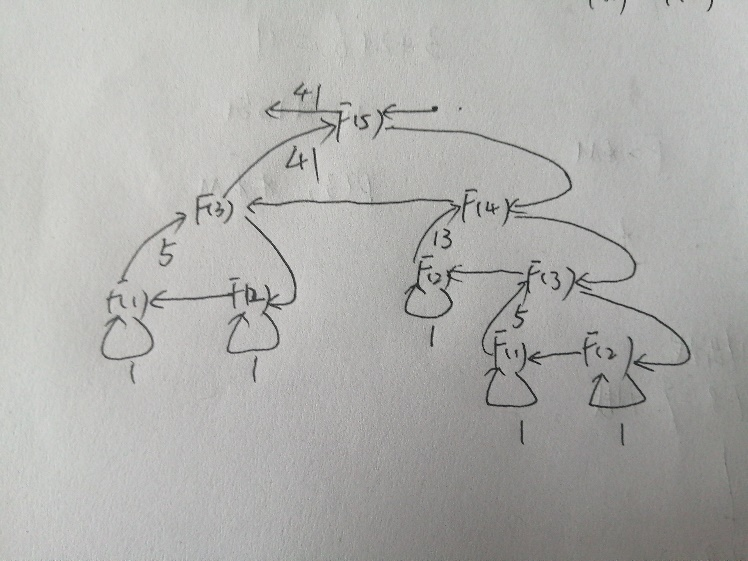 41
F(5)
41
F(3) F(4)
5 13
F(1) F(2) F(2) F(3)
1 1 1 5
F(1) F(2)
1 1